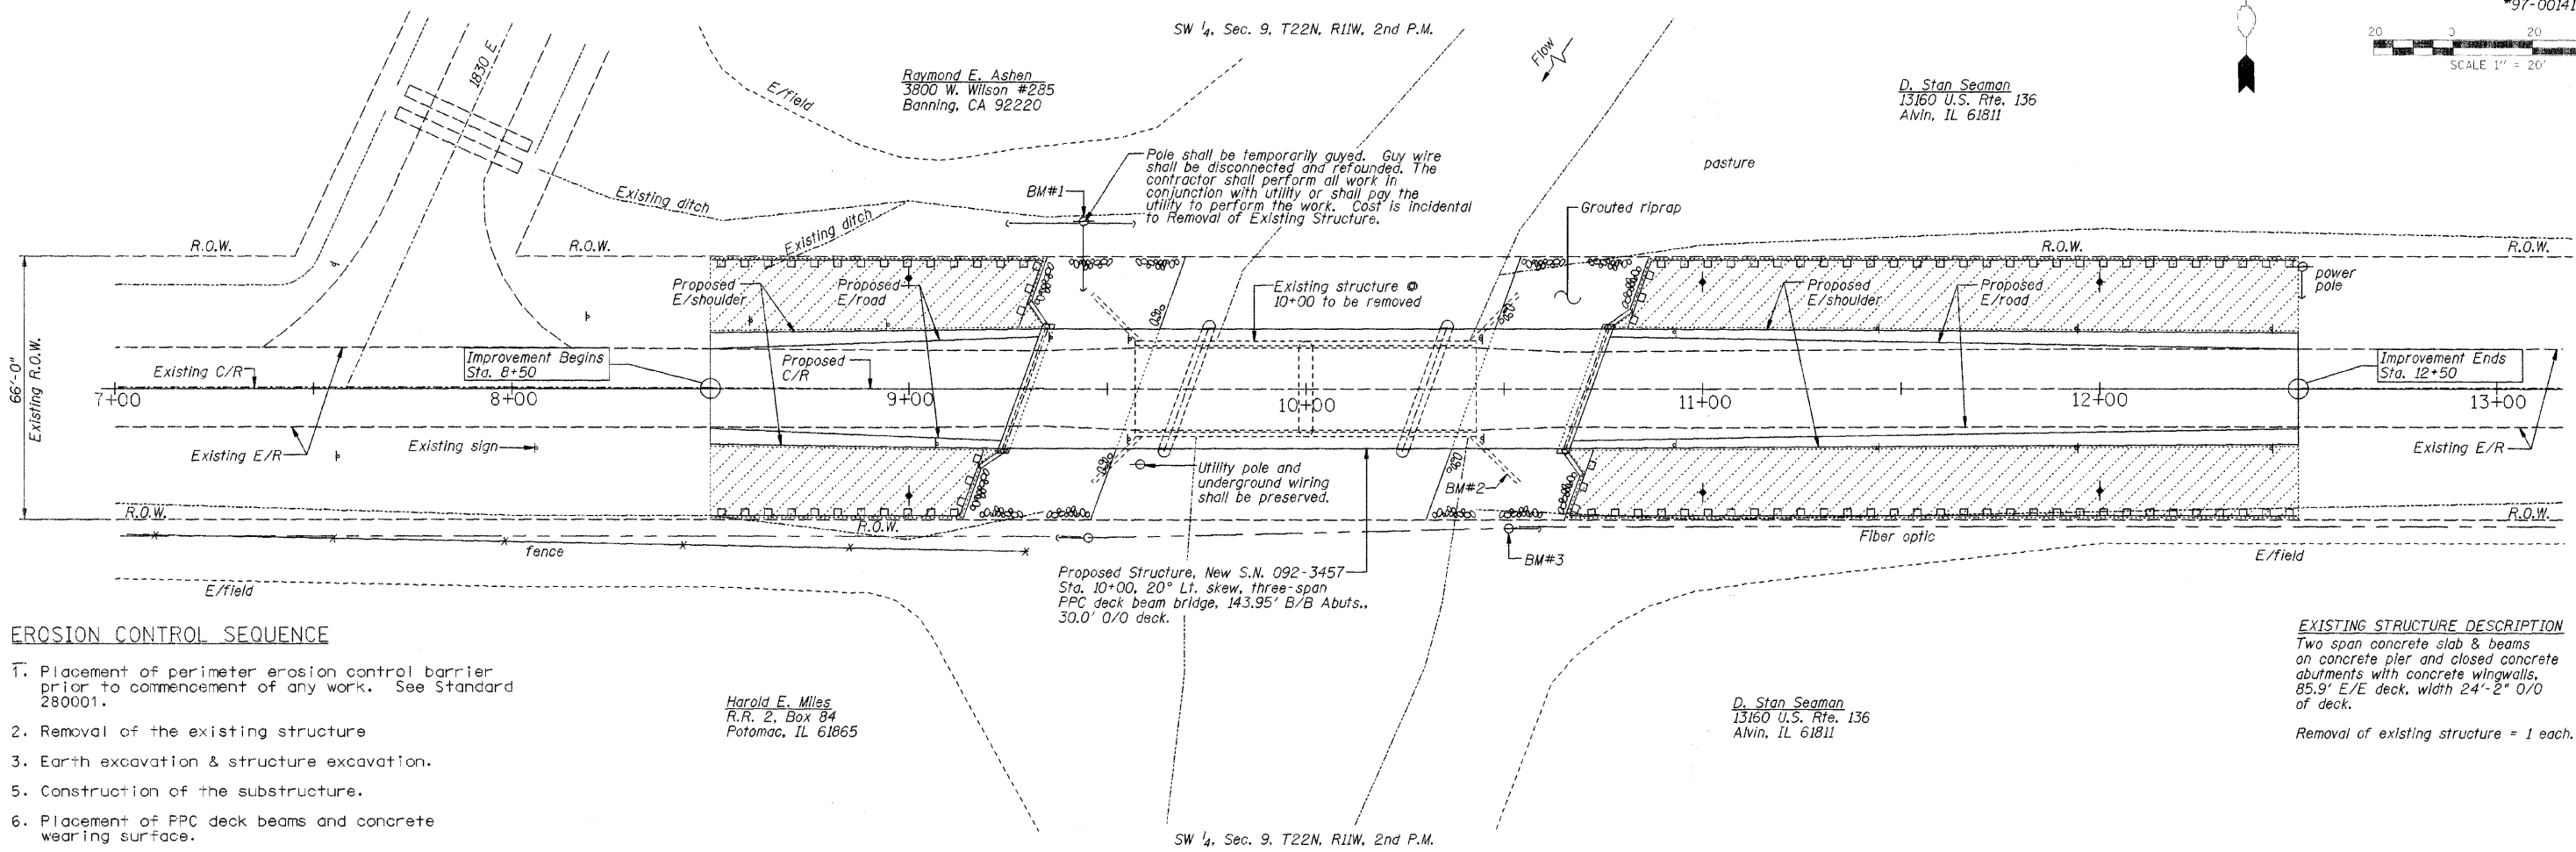 SW 1/4, Sec. 9, T22N, R11W, 2nd P.M.
*97-00141
20 0 20
SCALE 1" = 20'
1830 E
E/field
Raymond E. Ashen
3800 W. Wilson #285
Banning, CA 92220
Flow
D. Stan Seaman
13160 U.S. Rte. 136
Alvin, IL 61811
pasture
Pole shall be temporarily guyed. Guy wire
shall be disconnected and refounded. The
contractor shall perform all work in
conjunction with utility or shall pay the
utility to perform the work. Cost is incidental
to Removal of Existing Structure.
BM#1
Existing ditch
Existing ditch
Grouted riprap
R.O.W.
R.O.W.
R.O.W.
R.O.W.
66'-0"
Existing R.O.W.
Proposed
E/shoulder
Proposed
E/road
Existing structure @
10+00 to be removed
Proposed
E/shoulder
Proposed
E/road
power
pole
Existing C/R
Improvement Begins
Sta. 8+50
Proposed
C/R
Improvement Ends
Sta. 12+50
7+00
8+00
9+00
10+00
11+00
12+00
13+00
Existing E/R
Existing sign
Utility pole and
underground wiring
shall be preserved.
BM#2
Existing E/R
R.O.W.
R.O.W.
R.O.W.
fence
Fiber optic
E/field
BM#3
E/field
Proposed Structure, New S.N. 092-3457
Sta. 10+00, 20° Lt. skew, three-span
PPC deck beam bridge, 143.95' B/B Abuts.,
30.0' O/O deck.
EROSION CONTROL SEQUENCE
1. Placement of perimeter erosion control barrier
prior to commencement of any work. See Standard
280001.
2. Removal of the existing structure
3. Earth excavation & structure excavation.
5. Construction of the substructure.
6. Placement of PPC deck beams and concrete
wearing surface.
Harold E. Miles
R.R. 2, Box 84
Potomac, IL 61865
D. Stan Seaman
13160 U.S. Rte. 136
Alvin, IL 61811
EXISTING STRUCTURE DESCRIPTION
Two span concrete slab & beams
on concrete pier and closed concrete
abutments with concrete wingwalls,
85.9' E/E deck, width 24'-2" O/O
of deck.
Removal of existing structure = 1 each.
SW 1/4, Sec. 9, T22N, R11W, 2nd P.M.